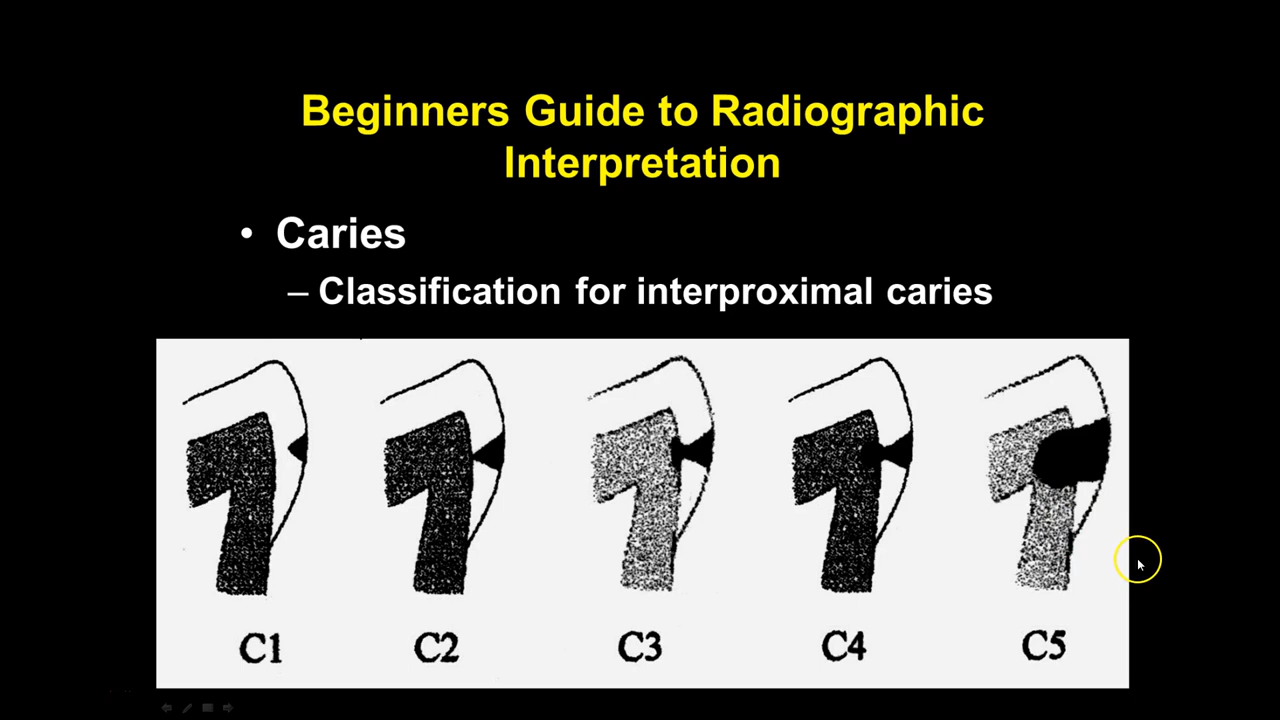 Beginners Guide to Radiographic
Interpretation
• Caries
– Classification for interproximal caries
C1 C2 C3 C4 C5